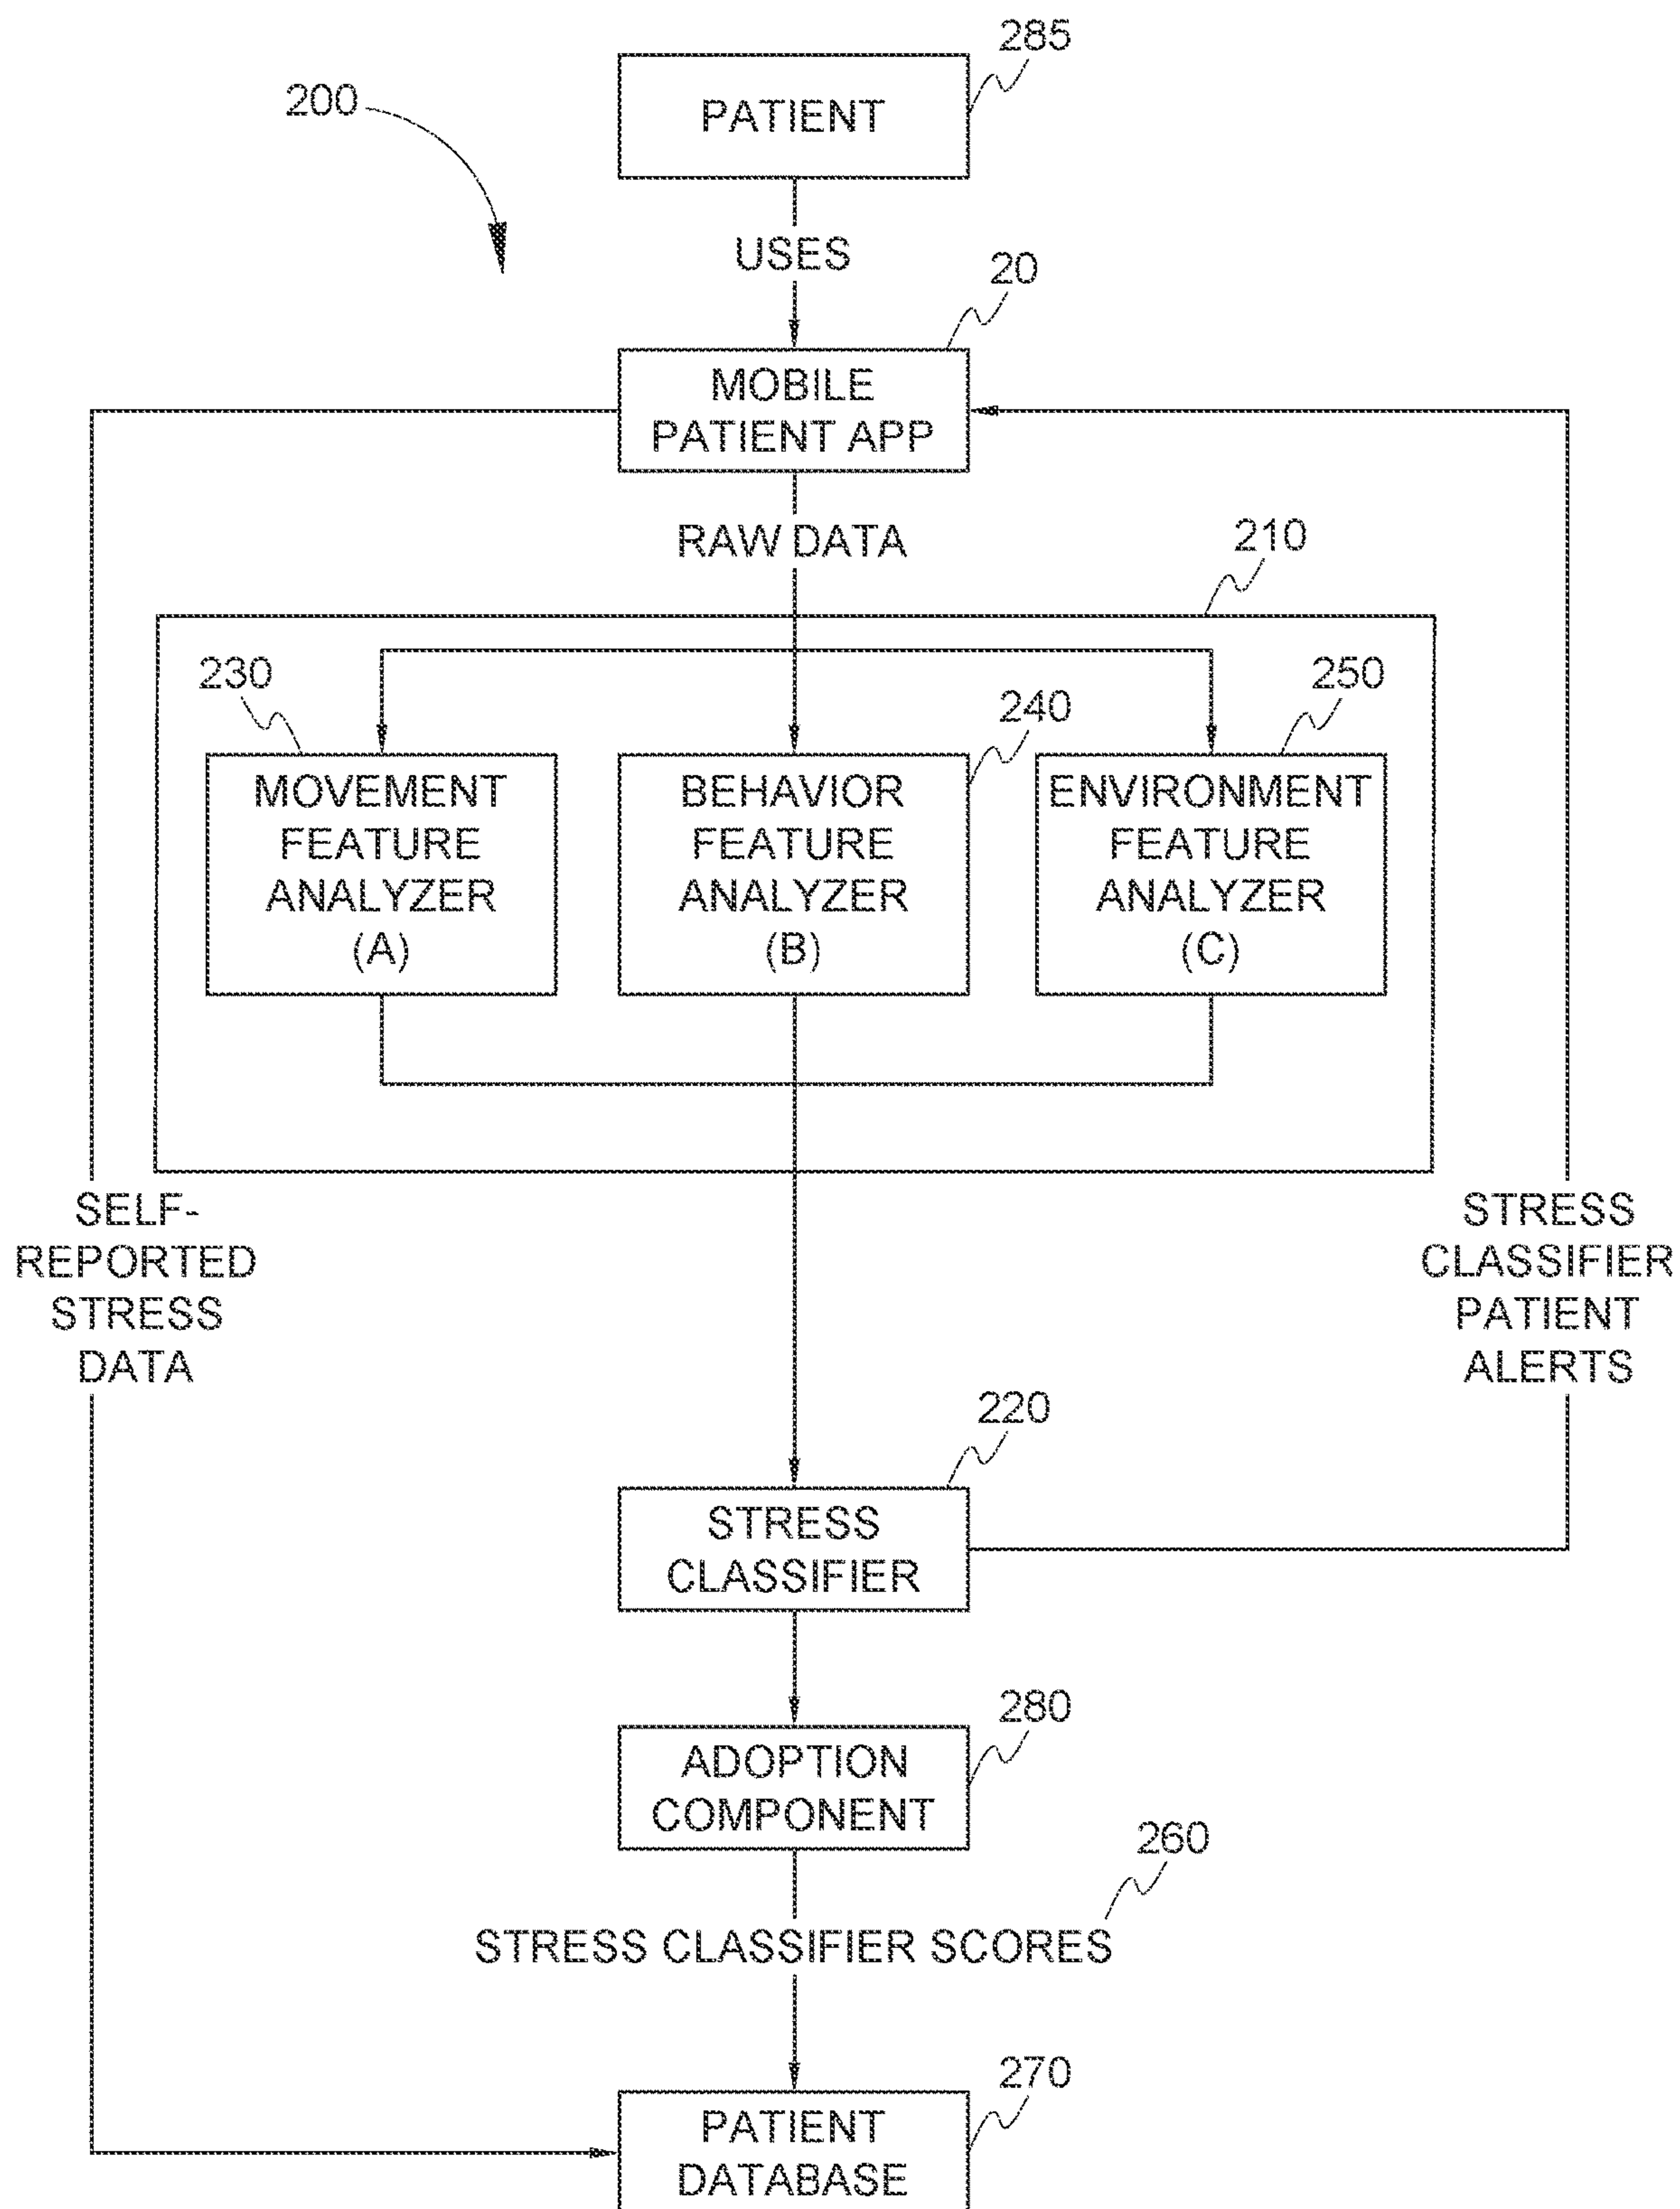 285
PATIENT
200
USES
20
MOBILE
PATIENT APP
RAW DATA
210
230
MOVEMENT
FEATURE
ANALYZER
(A)
240
BEHAVIOR
FEATURE
ANALYZER
(B)
250
ENVIRONMENT
FEATURE
ANALYZER
(C)
SELF-
REPORTED
STRESS
DATA
STRESS
CLASSIFIER
PATIENT
ALERTS
220
STRESS
CLASSIFIER
280
ADOPTION
COMPONENT
260
STRESS CLASSIFIER SCORES
270
PATIENT
DATABASE